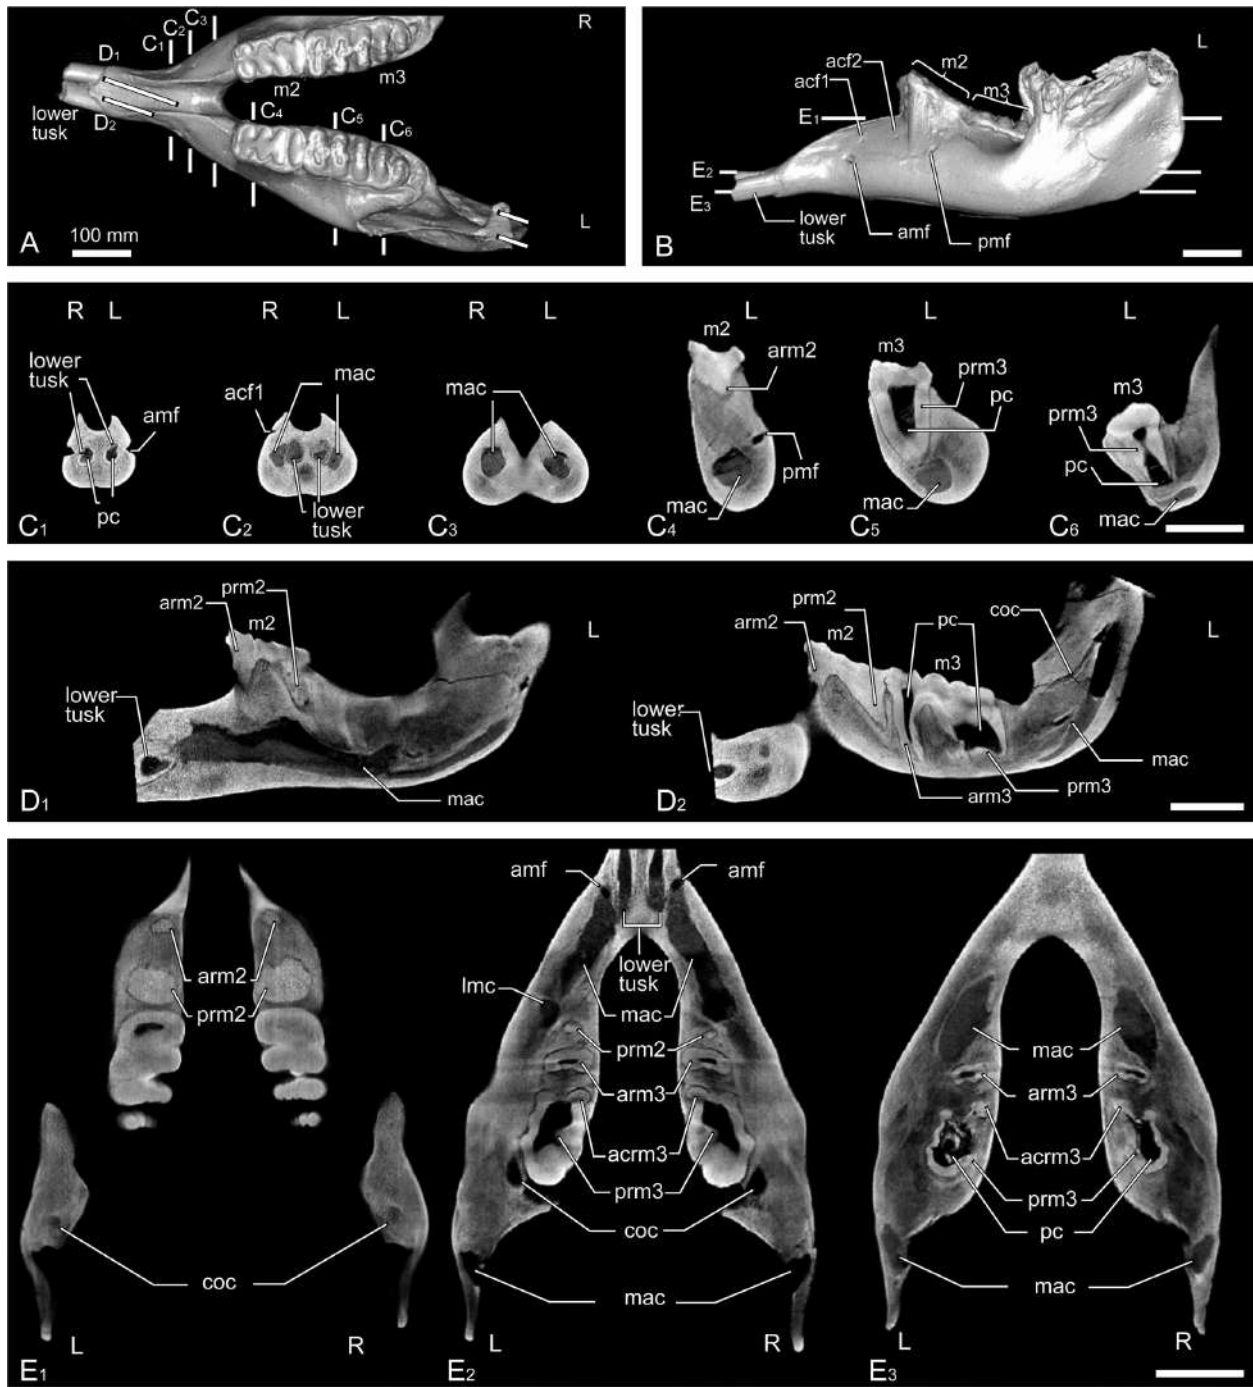 C1 C2 C3
R
D1
m2
m3
lower
tusk
D2
C4
C5
C6
L
A
100 mm
L
m2
acf2
acf1
m3
E1
E2
E3
lower
tusk
amf
pmf
B
R L
lower
tusk
amf
pc
C1
R L
acf1
mac
lower
tusk
C2
R L
mac
C3
L
m2
arm2
pmf
mac
C4
L
m3
prm3
pc
mac
C5
L
m3
prm3
pc
mac
C6
prm2
arm2
m2
L
lower
tusk
mac
D1
prm2
arm2
m2
pc
m3
coc
L
lower
tusk
mac
prm3
arm3
D2
arm2
prm2
coc
L
R
E1
amf
amf
lower
tusk
lmc
mac
prm2
arm3
acrm3
prm3
coc
mac
L
R
E2
mac
arm3
acrm3
prm3
pc
mac
L
R
E3